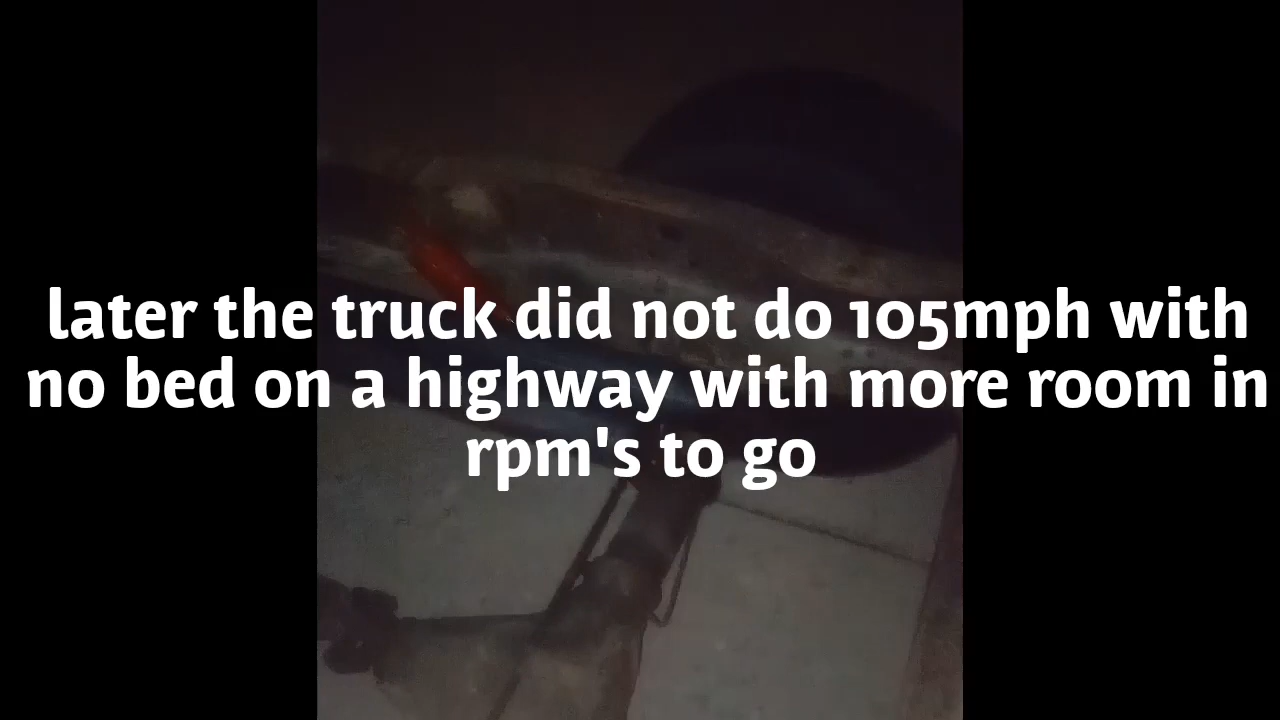 later the truck did not do 105mph with
no bed on a highway with more room in
rpm's to go